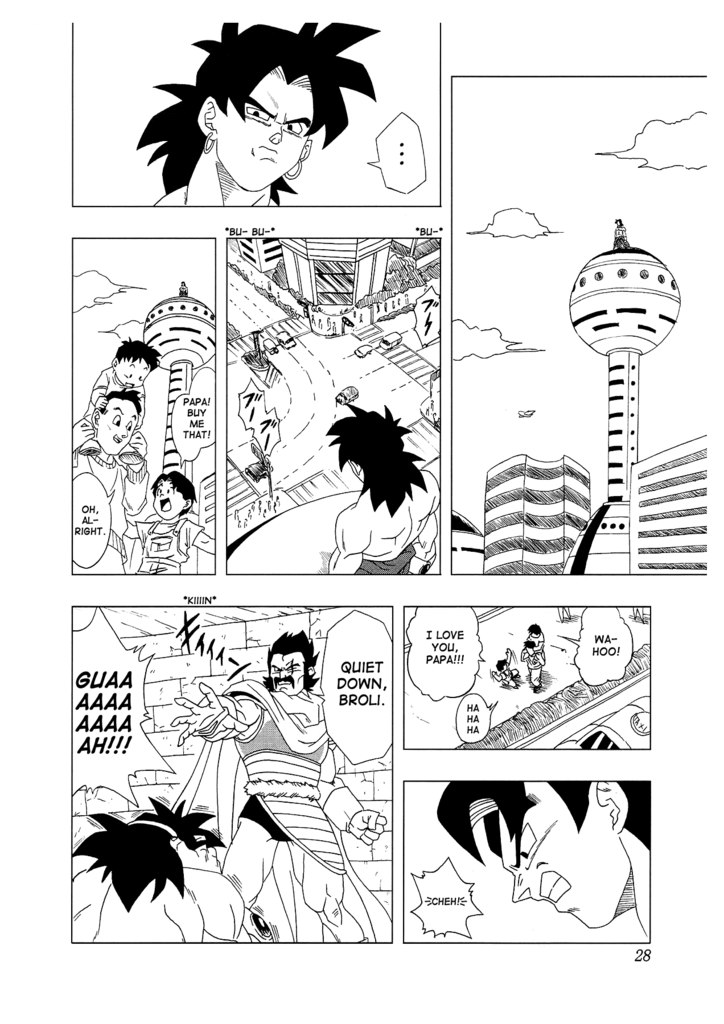 ...
*BU- BU-*
*BU-*
PAPA!
BUY
ME
THAT!
OH,
AL-
RIGHT.
I LOVE
YOU,
PAPA!!!
WA-
HOO!
HA
HA
HA
*KIIIIN*
QUIET
DOWN,
BROLI.
GUAA
AAAA
AAAA
AH!!!
CHEH!
28